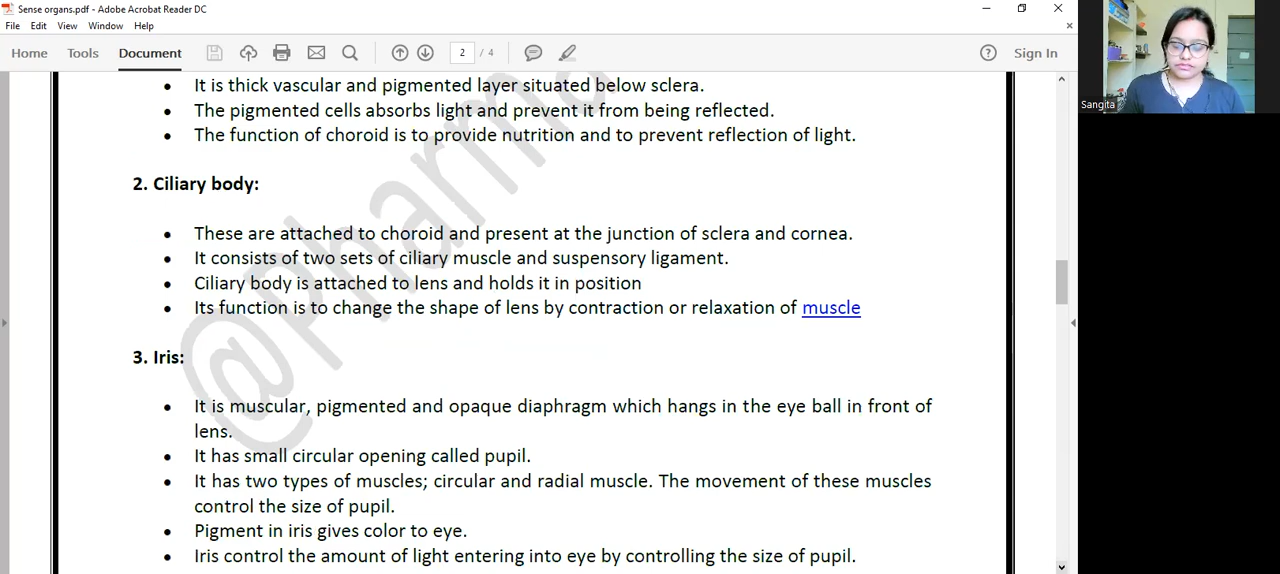 Sense organs.pdf - Adobe Acrobat Reader DC
File Edit View Window Help
Home Tools Document 2 / 4 Sign In
• It is thick vascular and pigmented layer situated below sclera.
• The pigmented cells absorbs light and prevent it from being reflected.
• The function of choroid is to provide nutrition and to prevent reflection of light.
2. Ciliary body:
• These are attached to choroid and present at the junction of sclera and cornea.
• It consists of two sets of ciliary muscle and suspensory ligament.
• Ciliary body is attached to lens and holds it in position
• Its function is to change the shape of lens by contraction or relaxation of muscle
3. Iris:
• It is muscular, pigmented and opaque diaphragm which hangs in the eye ball in front of
lens.
• It has small circular opening called pupil.
• It has two types of muscles; circular and radial muscle. The movement of these muscles
control the size of pupil.
• Pigment in iris gives color to eye.
• Iris control the amount of light entering into eye by controlling the size of pupil.
@Pharma
Sangita